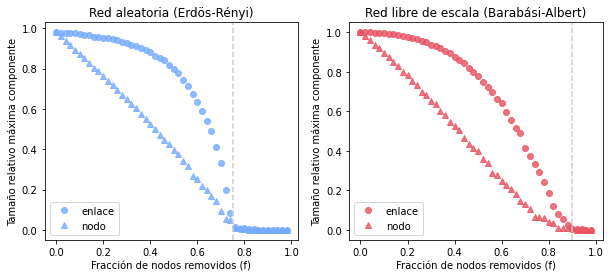 Red aleatoria (Erdös-Rényi)
Tamaño relativo máxima componente
1.0
0.8
0.6
0.4
0.2
0.0
enlace
nodo
0.0 0.2 0.4 0.6 0.8 1.0
Fracción de nodos removidos (f)
Red libre de escala (Barabási-Albert)
Tamaño relativo máxima componente
1.0
0.8
0.6
0.4
0.2
0.0
enlace
nodo
0.0 0.2 0.4 0.6 0.8 1.0
Fracción de nodos removidos (f)